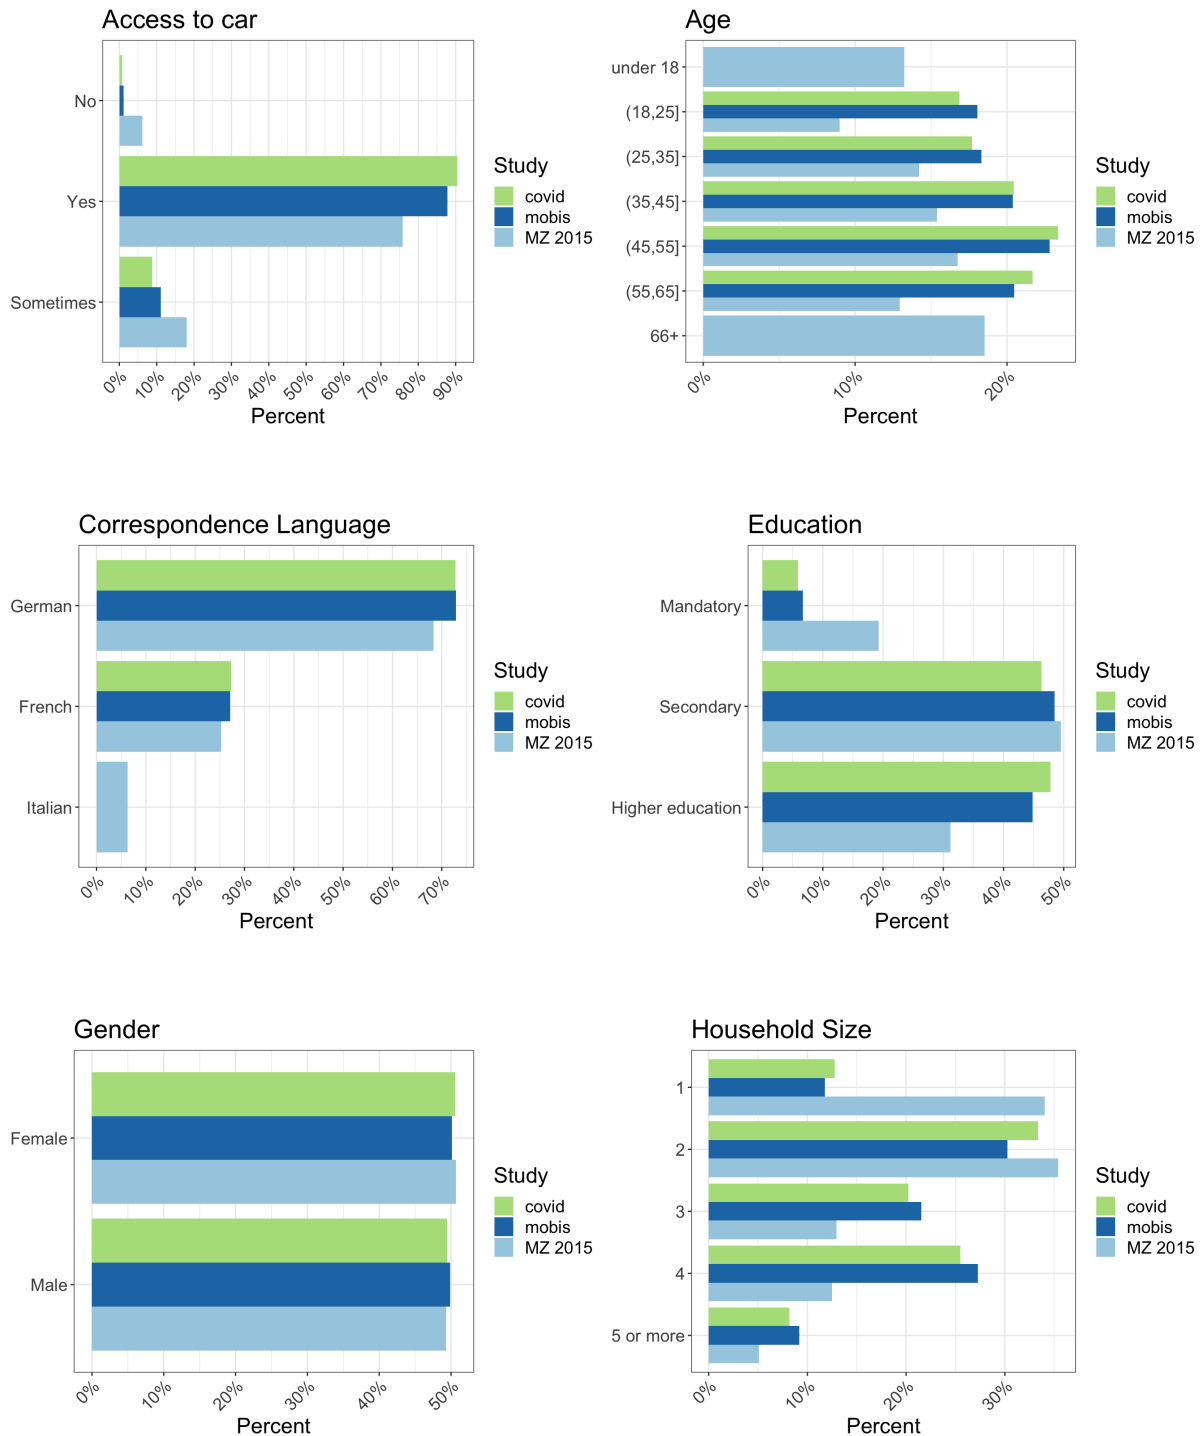 Access to car
No
Yes
Sometimes
0% 10% 20% 30% 40% 50% 60% 70% 80% 90%
Percent
Study
covid
mobis
MZ 2015
Age
under 18
(18,25]
(25,35]
(35,45]
(45,55]
(55,65]
66+
0% 10% 20%
Percent
Study
covid
mobis
MZ 2015
Correspondence Language
German
French
Italian
0% 10% 20% 30% 40% 50% 60% 70%
Percent
Study
covid
mobis
MZ 2015
Education
Mandatory
Secondary
Higher education
0% 10% 20% 30% 40% 50%
Percent
Study
covid
mobis
MZ 2015
Gender
Female
Male
0% 10% 20% 30% 40% 50%
Percent
Study
covid
mobis
MZ 2015
Household Size
1
2
3
4
5 or more
0% 10% 20% 30%
Percent
Study
covid
mobis
MZ 2015